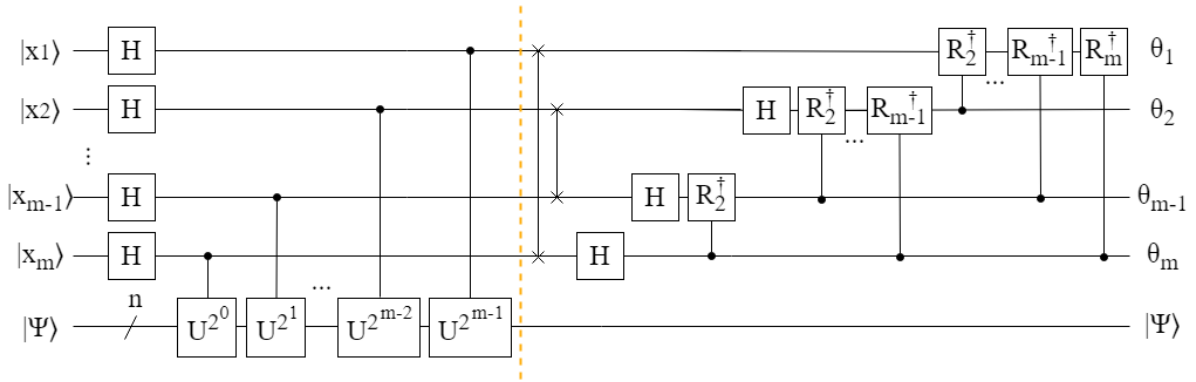 |x1⟩ H R₂† ... Rₘ₋₁† Rₘ† θ₁
|x2⟩ H H R₂† ... Rₘ₋₁† θ₂
⋮
|xₘ₋₁⟩ H H R₂† θₘ₋₁
|xₘ⟩ H H θₘ
n ...
|Ψ⟩ U^2^0 U^2^1 U^2^m-2 U^2^m-1 |Ψ⟩